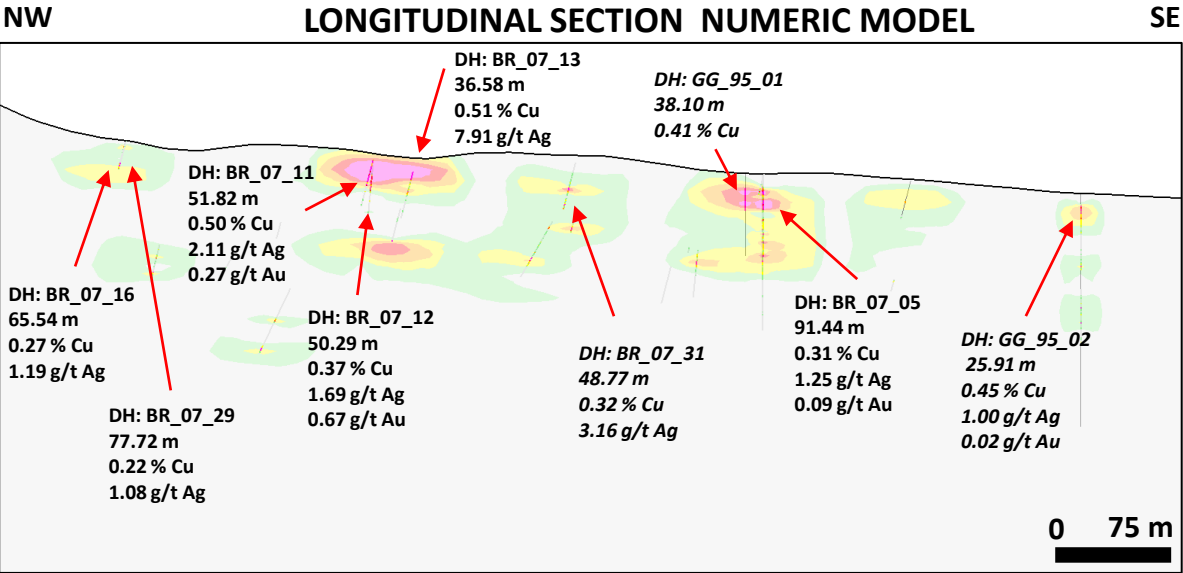 NW
LONGITUDINAL SECTION NUMERIC MODEL
SE
DH: BR_07_13
36.58 m
0.51 % Cu
7.91 g/t Ag
DH: GG_95_01
38.10 m
0.41 % Cu
DH: BR_07_11
51.82 m
0.50 % Cu
2.11 g/t Ag
0.27 g/t Au
DH: BR_07_16
65.54 m
0.27 % Cu
1.19 g/t Ag
DH: BR_07_29
77.72 m
0.22 % Cu
1.08 g/t Ag
DH: BR_07_12
50.29 m
0.37 % Cu
1.69 g/t Ag
0.67 g/t Au
DH: BR_07_31
48.77 m
0.32 % Cu
3.16 g/t Ag
DH: BR_07_05
91.44 m
0.31 % Cu
1.25 g/t Ag
0.09 g/t Au
DH: GG_95_02
25.91 m
0.45 % Cu
1.00 g/t Ag
0.02 g/t Au
0 75 m